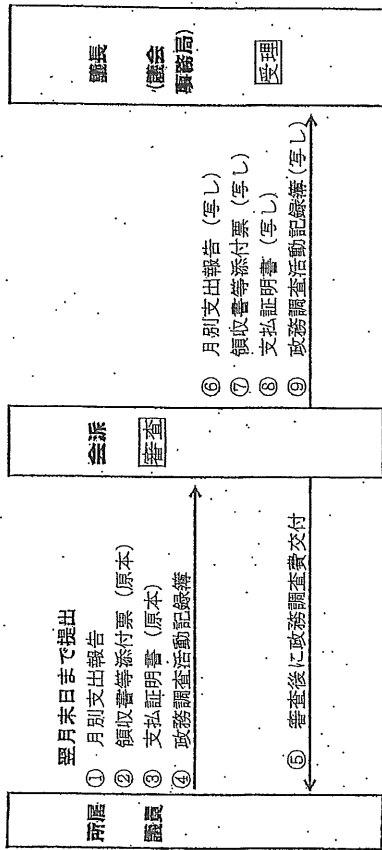 所属
議員
翌月末日まで提出
① 月別支出報告
② 領収書等添付票（原本）
③ 支払証明書（原本）
④ 政務調査活動記録簿
⑤ 審査後に政務調査費交付
会派
審査
⑥ 月別支出報告（写し）
⑦ 領収書等添付票（写し）
⑧ 支払証明書（写し）
⑨ 政務調査活動記録簿（写し）
議長
（議会
事務局）
受理